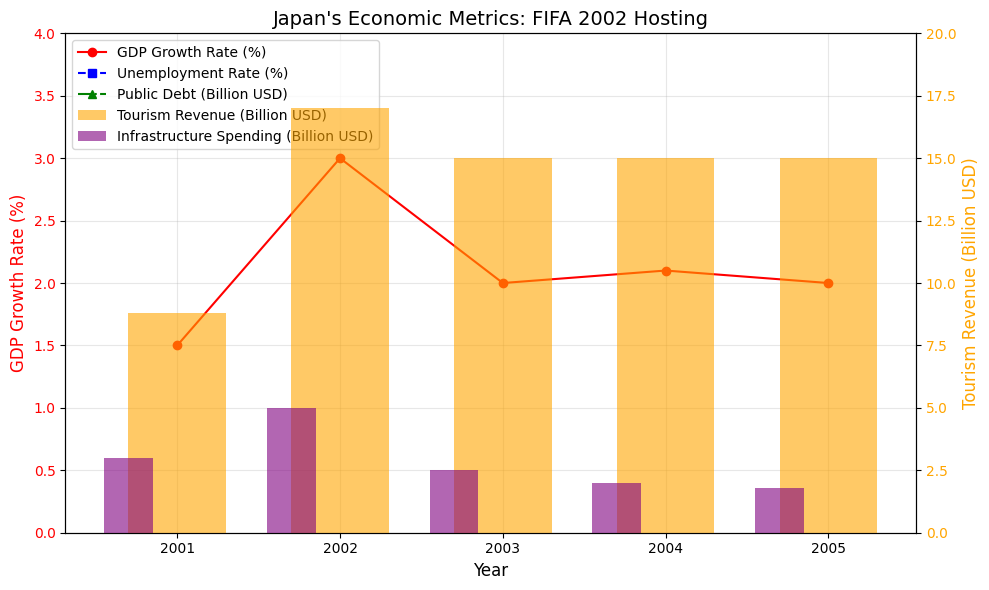 Japan's Economic Metrics: FIFA 2002 Hosting
GDP Growth Rate (%)
Unemployment Rate (%)
Public Debt (Billion USD)
Tourism Revenue (Billion USD)
Infrastructure Spending (Billion USD)
4.0
3.5
3.0
2.5
2.0
1.5
1.0
0.5
0.0
GDP Growth Rate (%)
20.0
17.5
15.0
12.5
10.0
7.5
5.0
2.5
0.0
Tourism Revenue (Billion USD)
2001 2002 2003 2004 2005
Year